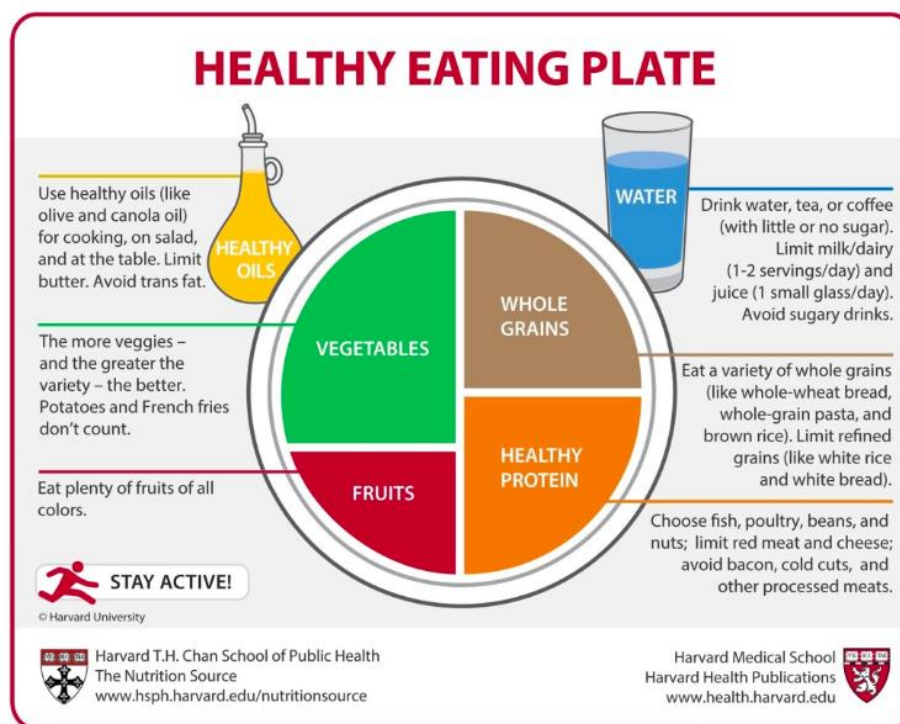 HEALTHY EATING PLATE
Use healthy oils (like
olive and canola oil)
for cooking, on salad,
and at the table. Limit
butter. Avoid trans fat.
HEALTHY
OILS
The more veggies –
and the greater the
variety – the better.
Potatoes and French fries
don’t count.
Eat plenty of fruits of all
colors.
VEGETABLES
FRUITS
WHOLE
GRAINS
HEALTHY
PROTEIN
WATER
Drink water, tea, or coffee
(with little or no sugar).
Limit milk/dairy
(1-2 servings/day) and
juice (1 small glass/day).
Avoid sugary drinks.
Eat a variety of whole grains
(like whole-wheat bread,
whole-grain pasta, and
brown rice). Limit refined
grains (like white rice
and white bread).
Choose fish, poultry, beans, and
nuts; limit red meat and cheese;
avoid bacon, cold cuts, and
other processed meats.
STAY ACTIVE!
© Harvard University
Harvard T.H. Chan School of Public Health
The Nutrition Source
www.hsph.harvard.edu/nutritionsource
Harvard Medical School
Harvard Health Publications
www.health.harvard.edu